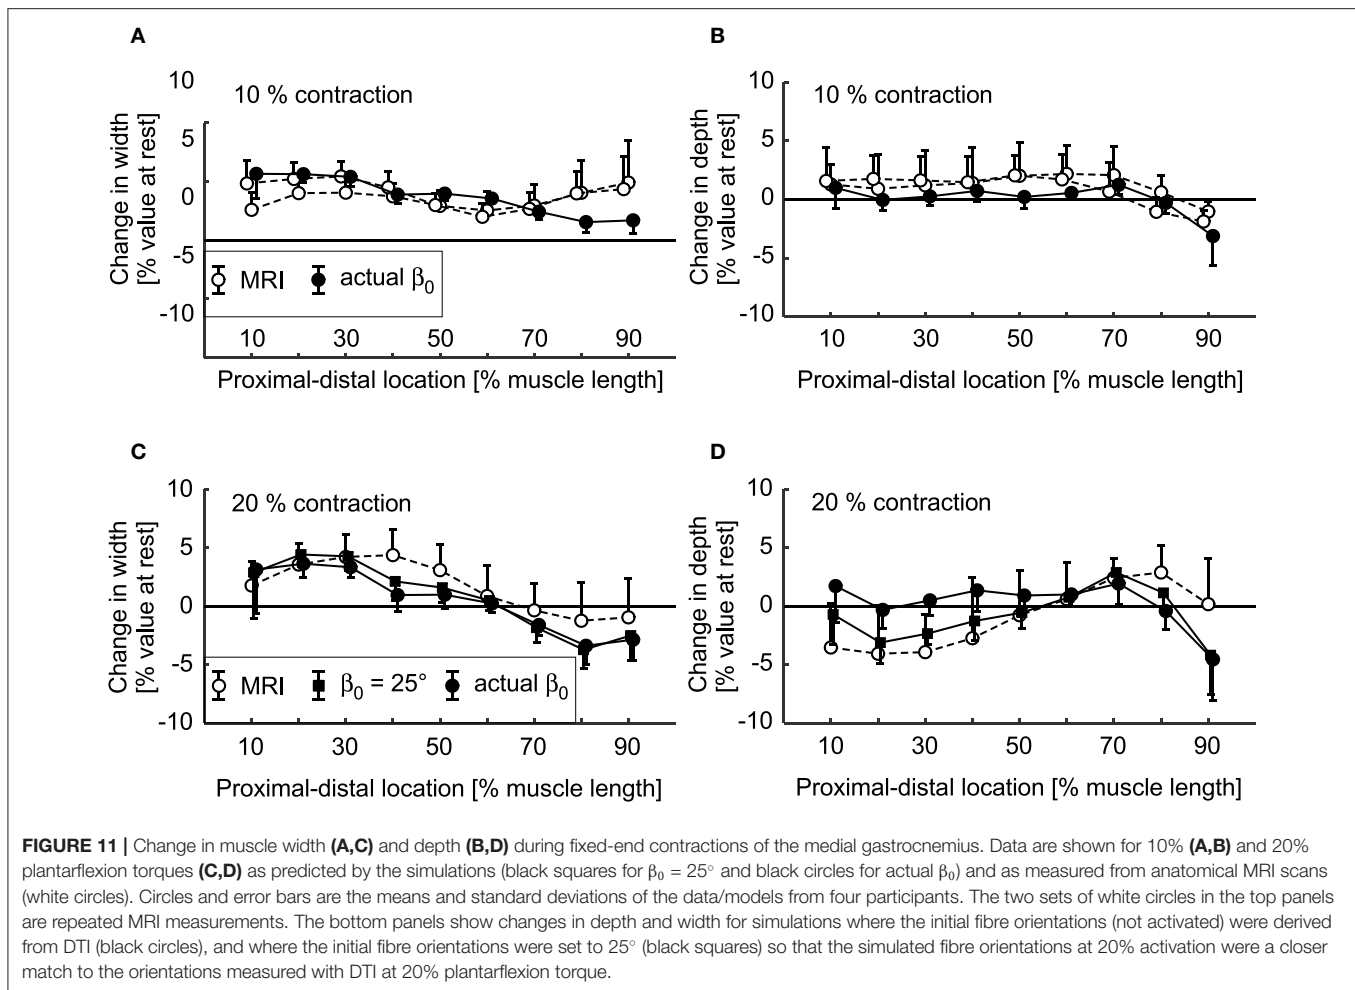 A
B
10 % contraction
10
5
0
-5
-10
Change in width
[% value at rest]
MRI
actual β0
10 30 50 70 90
Proximal-distal location [% muscle length]
10 % contraction
10
5
0
-5
-10
Change in depth
[% value at rest]
10 30 50 70 90
Proximal-distal location [% muscle length]
C
D
20 % contraction
10
5
0
-5
-10
Change in width
[% value at rest]
MRI
β0 = 25°
actual β0
10 30 50 70 90
Proximal-distal location [% muscle length]
20 % contraction
10
5
0
-5
-10
Change in depth
[% value at rest]
10 30 50 70 90
Proximal-distal location [% muscle length]
FIGURE 11 | Change in muscle width (A,C) and depth (B,D) during fixed-end contractions of the medial gastrocnemius. Data are shown for 10% (A,B) and 20%
plantarflexion torques (C,D) as predicted by the simulations (black squares for β0 = 25° and black circles for actual β0) and as measured from anatomical MRI scans
(white circles). Circles and error bars are the means and standard deviations of the data/models from four participants. The two sets of white circles in the top panels
are repeated MRI measurements. The bottom panels show changes in depth and width for simulations where the initial fibre orientations (not activated) were derived
from DTI (black circles), and where the initial fibre orientations were set to 25° (black squares) so that the simulated fibre orientations at 20% activation were a closer
match to the orientations measured with DTI at 20% plantarflexion torque.